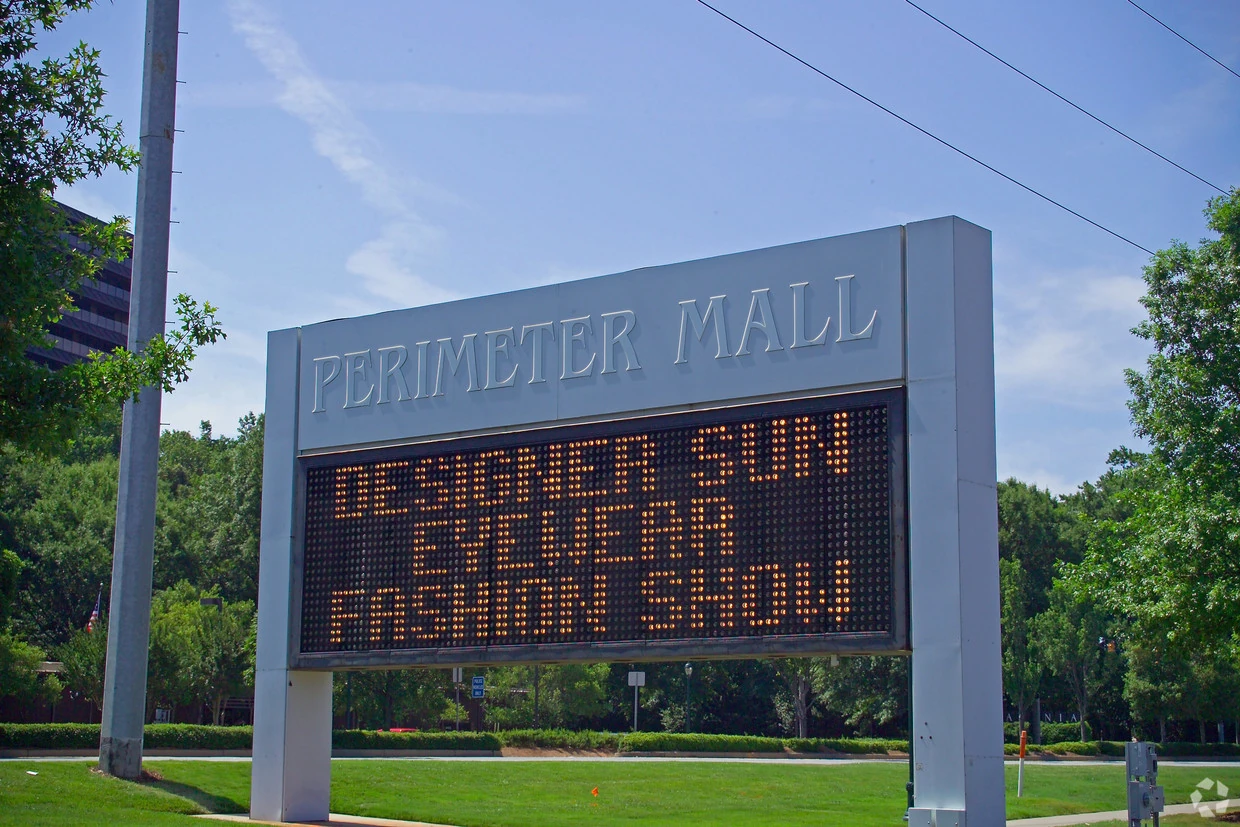 PERIMETER MALL
DESIGNER SUN
EYEWEAR
FASHION SHOW